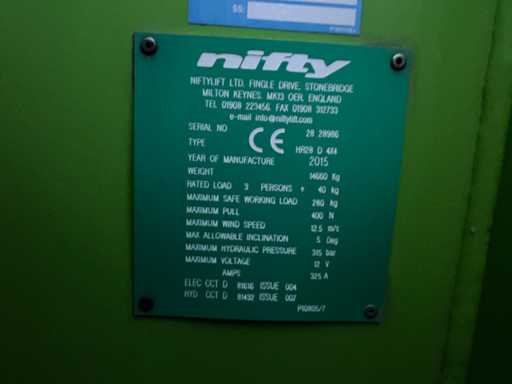 SS:
nifty
NIFTYLIFT LTD, FINGLE DRIVE, STONEBRIDGE
MILTON KEYNES, MK13 OER, ENGLAND
TEL 01908 223456, FAX 01908 312733
e-mail info@niftylift.com
SERIAL NO 28 28986
TYPE CE HR28 D 4X4
YEAR OF MANUFACTURE 2015
WEIGHT 14660 Kg
RATED LOAD 3 PERSONS + 40 kg
MAXIMUM SAFE WORKING LOAD 280 kg
MAXIMUM PULL 400 N
MAXIMUM WIND SPEED 12.5 m/s
MAX ALLOWABLE INCLINATION 5 Deg
MAXIMUM HYDRAULIC PRESSURE 315 bar
MAXIMUM VOLTAGE 12 V
AMPS 325 A
ELEC CCT D 81616 ISSUE 004
HYD CCT D 81432 ISSUE 007
P10805/7